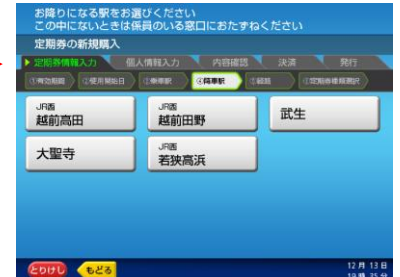 お降りになる駅をお選びください
この中にないときは係員のいる窓口におたずねください
定期券の新規購入
定期券情報入力 個人情報入力 内容確認 決済 発行
①有効期間 ②使用開始日 ③乗車駅 ④降車駅 ⑤経路 ⑥定期券種類選択
JR西 JR西
越前高田 越前田野 武生
JR西
大聖寺 若狭高浜
とりけし もどる
12月13日
19時35分